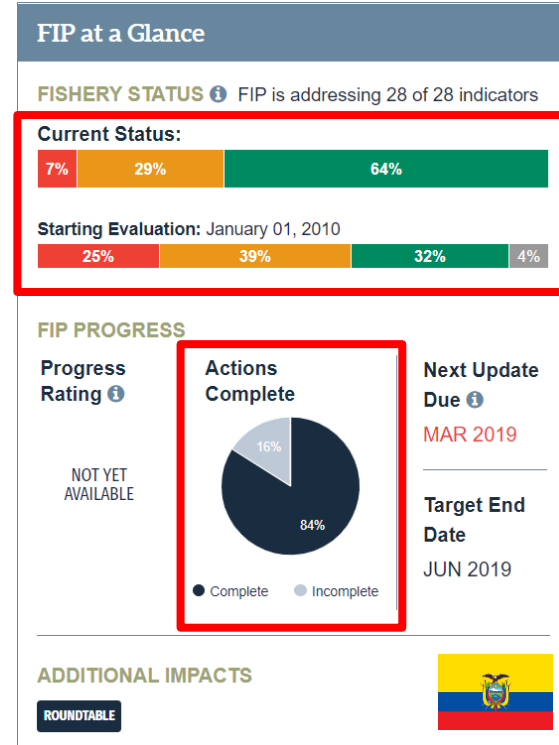 FIP at a Glance
FISHERY STATUS FIP is addressing 28 of 28 indicators
Current Status:
7% 29% 64%
Starting Evaluation: January 01, 2010
25% 39% 32% 4%
FIP PROGRESS
Progress
Rating
NOT YET
AVAILABLE
Actions
Complete
16%
84%
Complete Incomplete
Next Update
Due
MAR 2019
Target End
Date
JUN 2019
ADDITIONAL IMPACTS
ROUNDTABLE